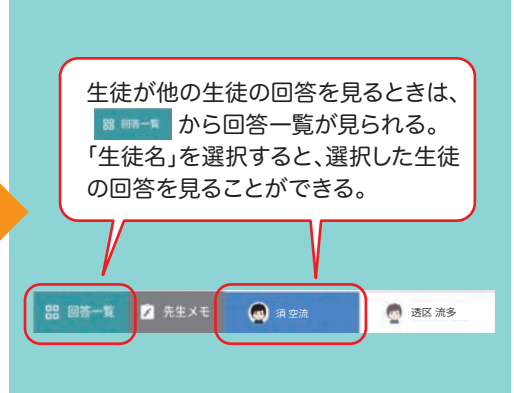 生徒が他の生徒の回答を見るときは、
回答一覧 から回答一覧が見られる。
「生徒名」を選択すると、選択した生徒
の回答を見ることができる。
回答一覧 先生メモ 須 空流 透区 流多